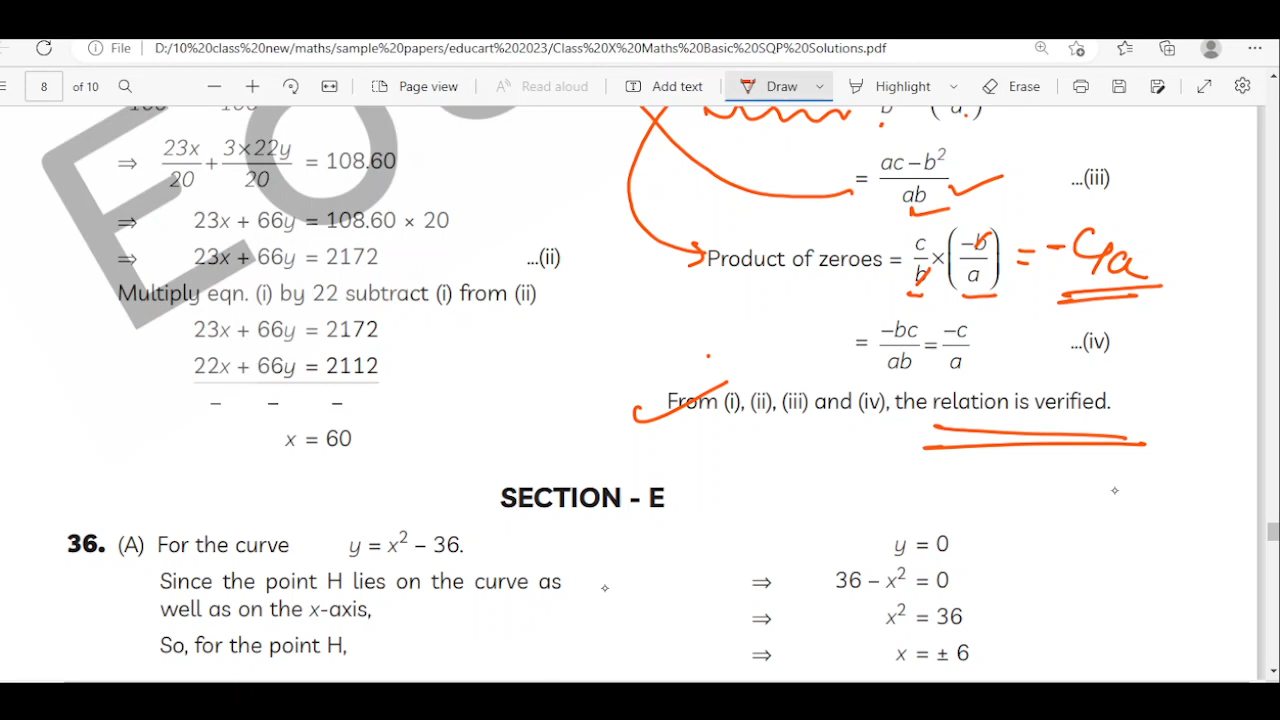 File D:/10%20class%20new/maths/sample%20papers/educart%202023/Class%20X%20Maths%20Basic%20SQP%20Solutions.pdf
8 of 10 Page view Read aloud Add text Draw Highlight Erase
⇒ 23x/20 + 3×22y/20 = 108.60
⇒ 23x + 66y = 108.60 × 20
⇒ 23x + 66y = 2172 ...(ii)
Multiply eqn. (i) by 22 subtract (i) from (ii)
23x + 66y = 2172
22x + 66y = 2112
– – –
x = 60
= (ac – b²)/ab ...(iii)
Product of zeroes = c/b × (–b/a) = -c/a
= –bc/ab = –c/a ...(iv)
From (i), (ii), (iii) and (iv), the relation is verified.
SECTION - E
36. (A) For the curve y = x² – 36.
Since the point H lies on the curve as
well as on the x-axis,
So, for the point H,
y = 0
⇒ 36 – x² = 0
⇒ x² = 36
⇒ x = ± 6